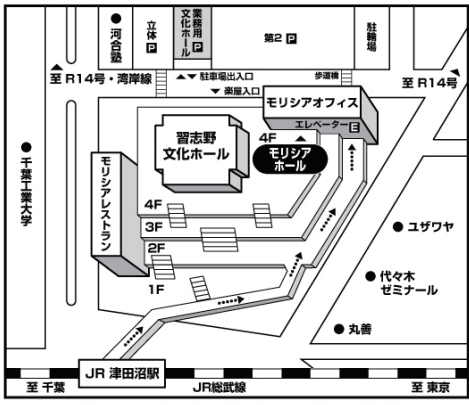 河合塾
立体
P
業務用P
文化ホール
第2 P
駐輪場
至 R14号・湾岸線
▲▼駐車場出入口
▼楽屋入口
歩道橋
至 R14号
モリシアオフィス
エレベーターE
4F
モリシア
ホール
習志野
文化ホール
千葉工業大学
モリシアレストラン
4F
4F
3F
2F
2F
1F
ユザワヤ
代々木
ゼミナール
丸善
JR 津田沼駅
至 千葉
JR総武線
至 東京